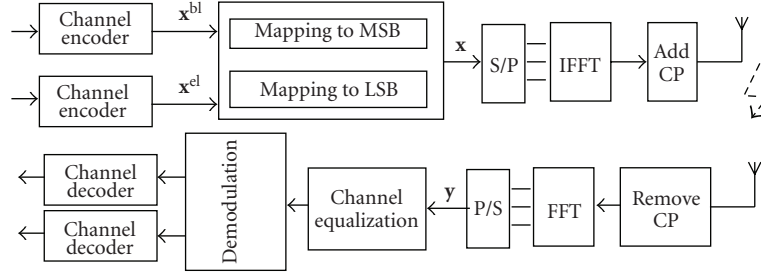 Channel
encoder
x^bl
Mapping to MSB
x
S/P
IFFT
Add
CP
Channel
encoder
x^el
Mapping to LSB
Channel
decoder
Channel
decoder
Demodulation
Channel
equalization
y
P/S
FFT
Remove
CP